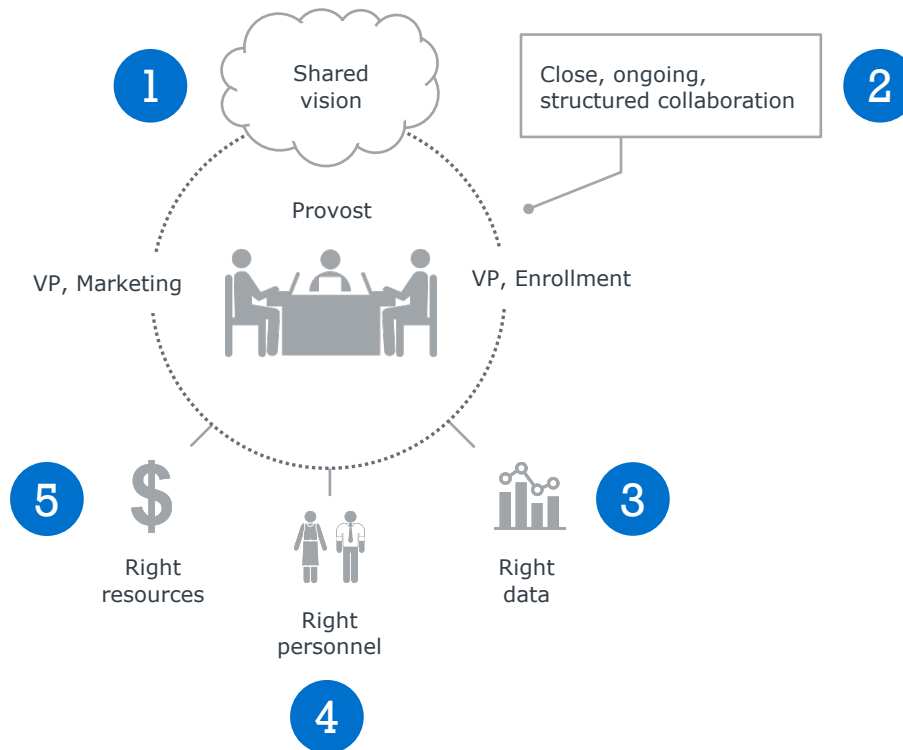 1
Shared
vision
Close, ongoing,
structured collaboration
2
Provost
VP, Marketing
VP, Enrollment
5
$
Right
resources
Right
personnel
4
Right
data
3